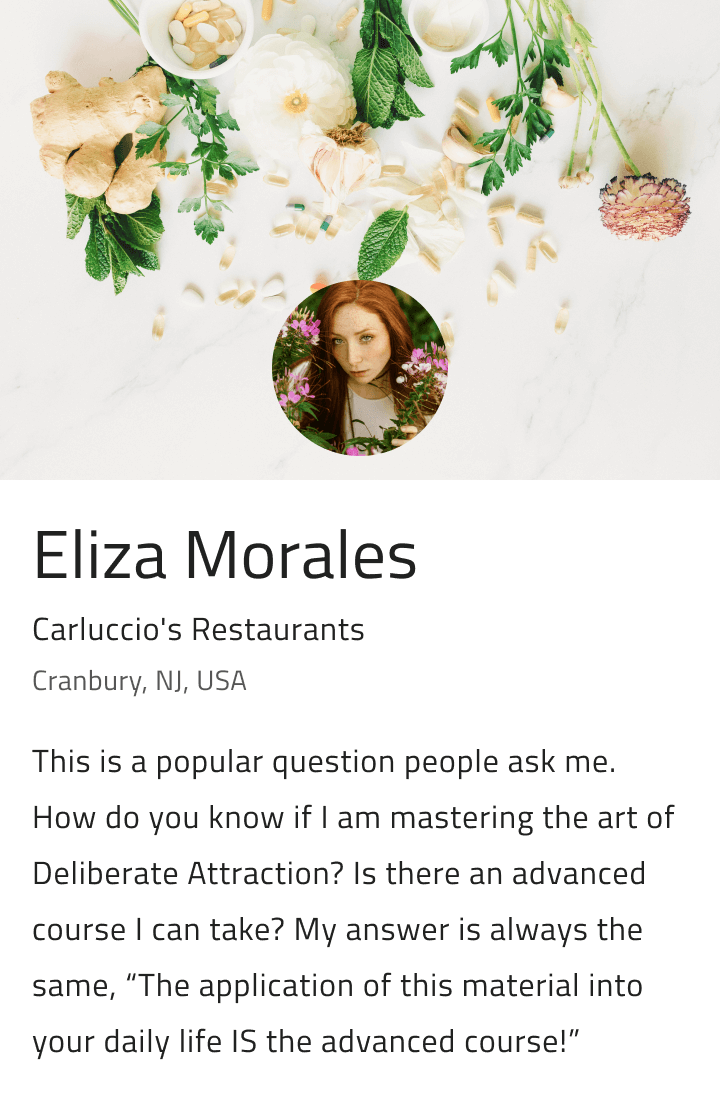 Eliza Morales
Carluccio's Restaurants
Cranbury, NJ, USA
This is a popular question people ask me.
How do you know if I am mastering the art of
Deliberate Attraction? Is there an advanced
course I can take? My answer is always the
same, “The application of this material into
your daily life IS the advanced course!”